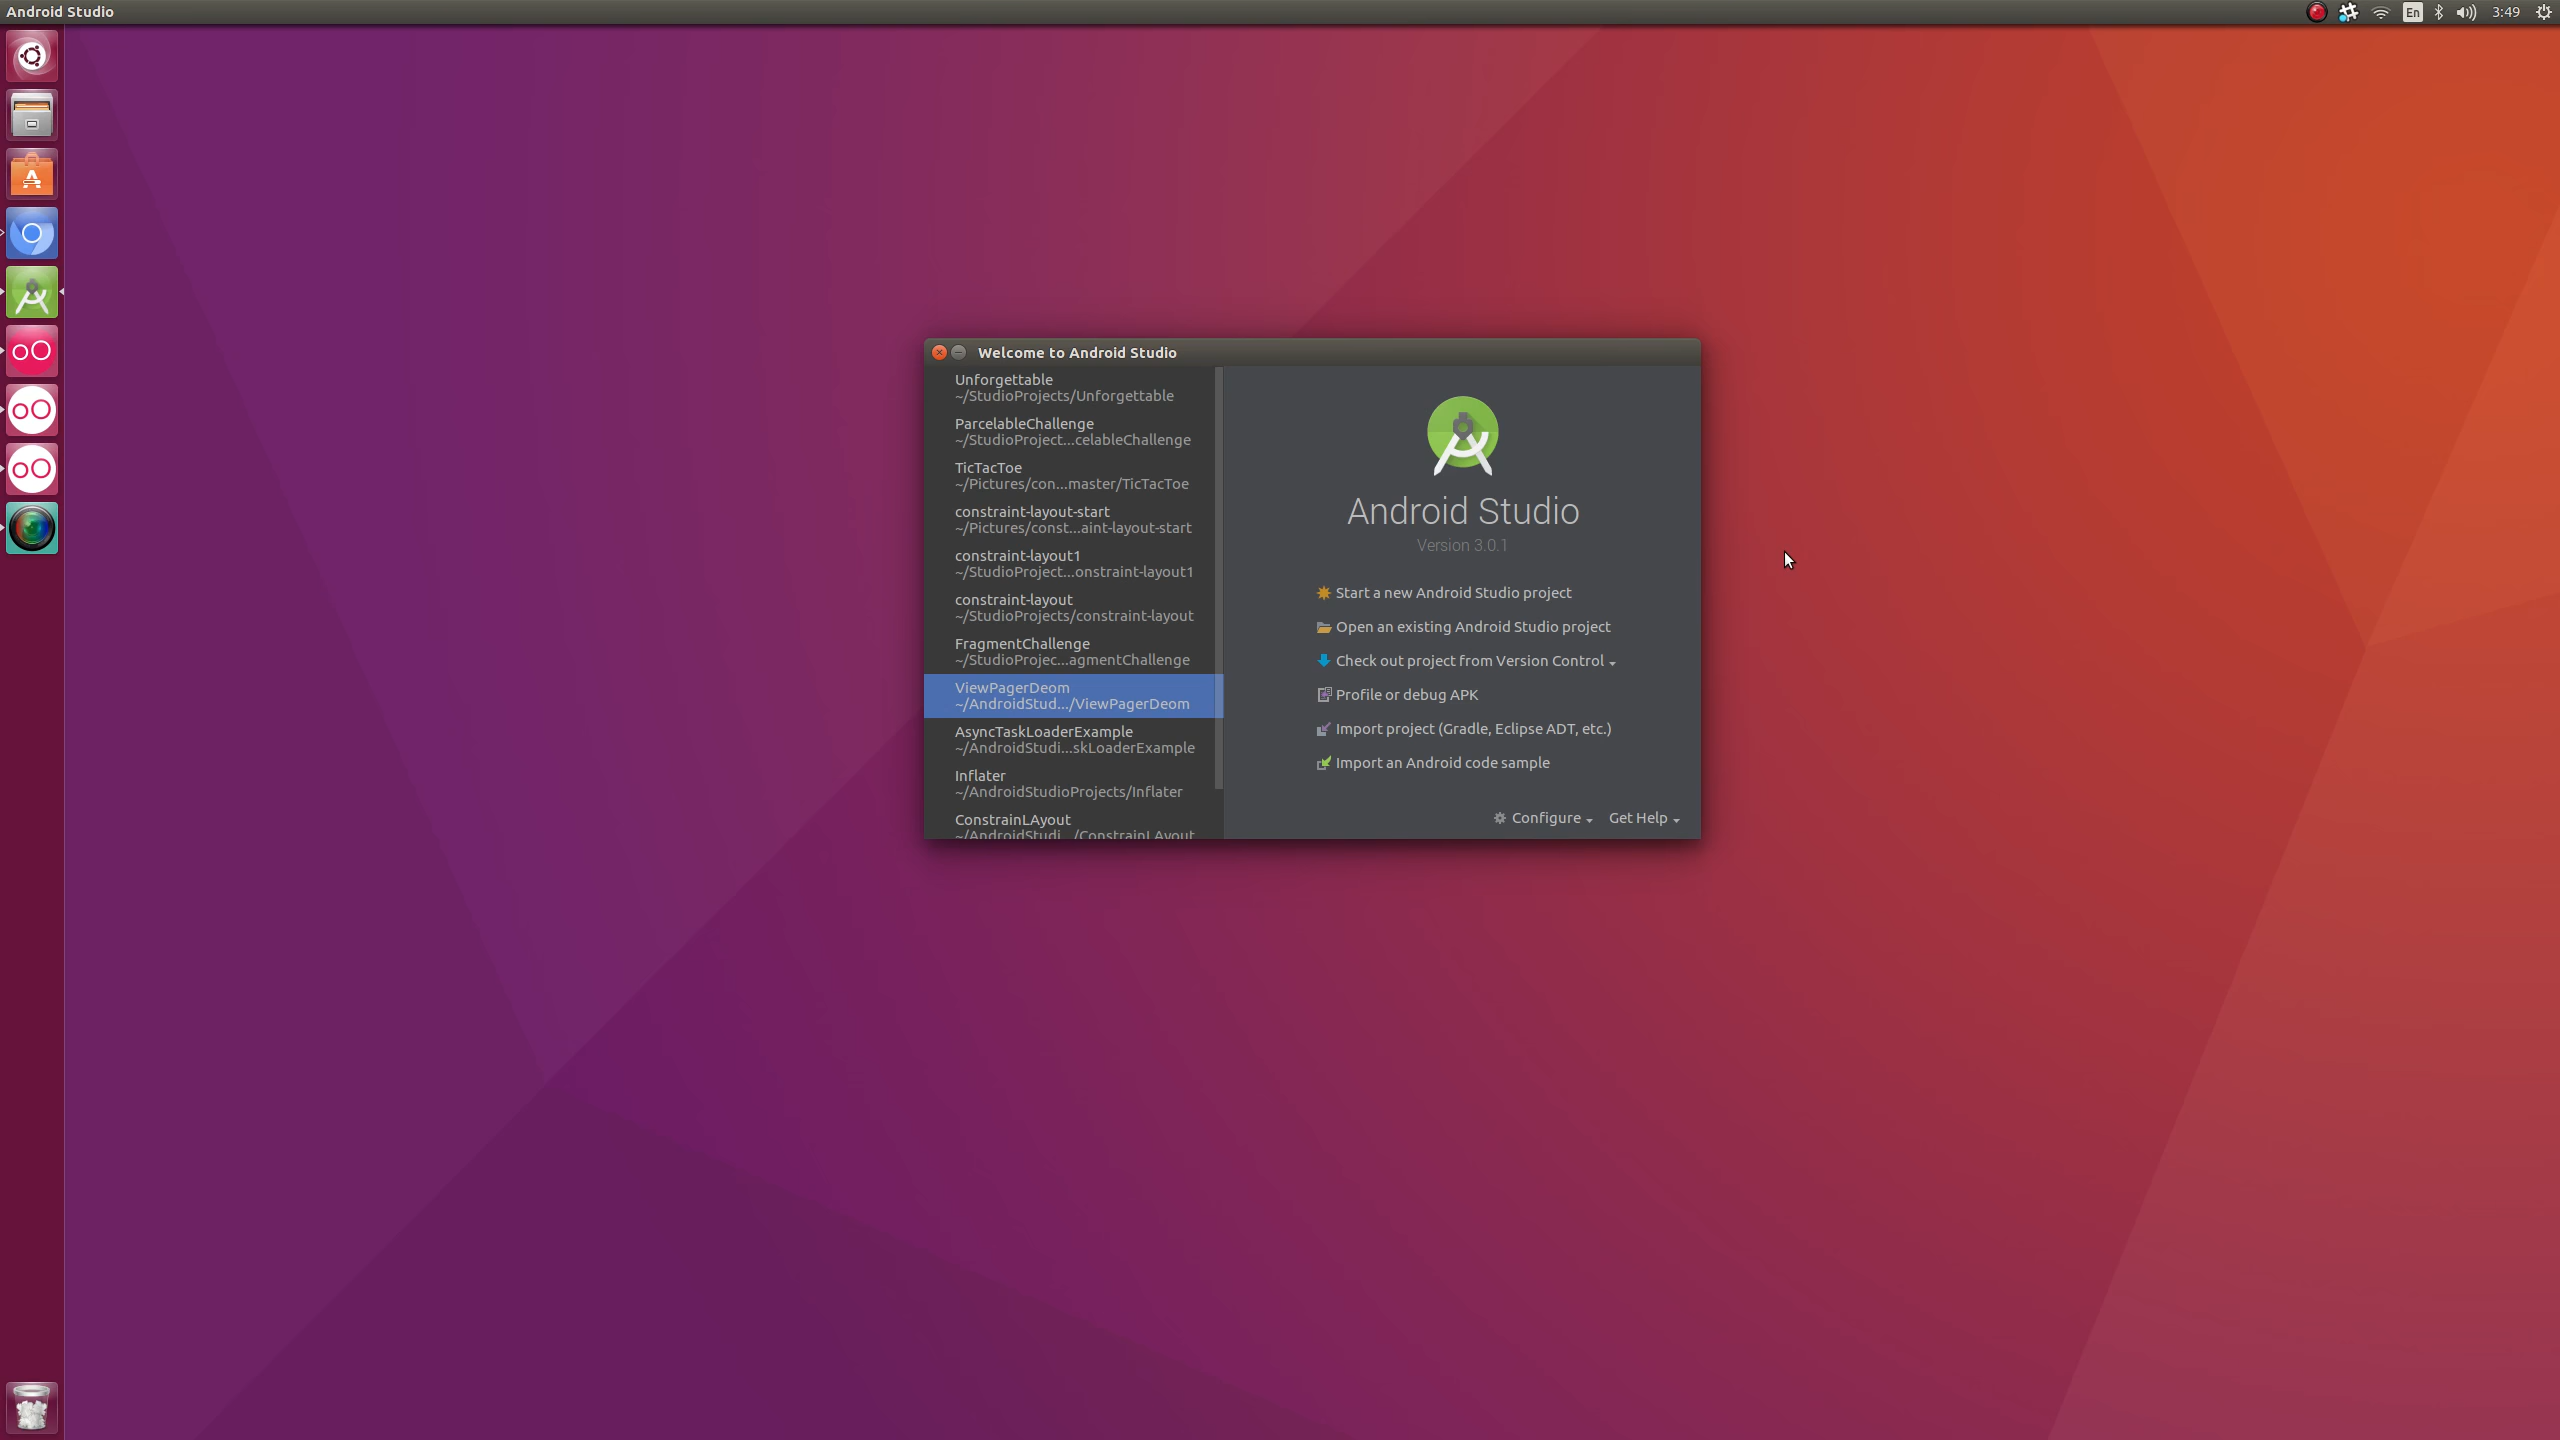 Android Studio
En
3:49
Welcome to Android Studio
Unforgettable
~/StudioProjects/Unforgettable
ParcelableChallenge
~/StudioProject...celableChallenge
TicTacToe
~/Pictures/con...master/TicTacToe
constraint-layout-start
~/Pictures/const...aint-layout-start
constraint-layout1
~/StudioProject...onstraint-layout1
constraint-layout
~/StudioProjects/constraint-layout
FragmentChallenge
~/StudioProjec...agmentChallenge
ViewPagerDeom
~/AndroidStud.../ViewPagerDeom
AsyncTaskLoaderExample
~/AndroidStudi...skLoaderExample
Inflater
~/AndroidStudioProjects/Inflater
ConstrainLAyout
~/AndroidStudi.../ConstrainLAyout
Android Studio
Version 3.0.1
Start a new Android Studio project
Open an existing Android Studio project
Check out project from Version Control
Profile or debug APK
Import project (Gradle, Eclipse ADT, etc.)
Import an Android code sample
Configure
Get Help